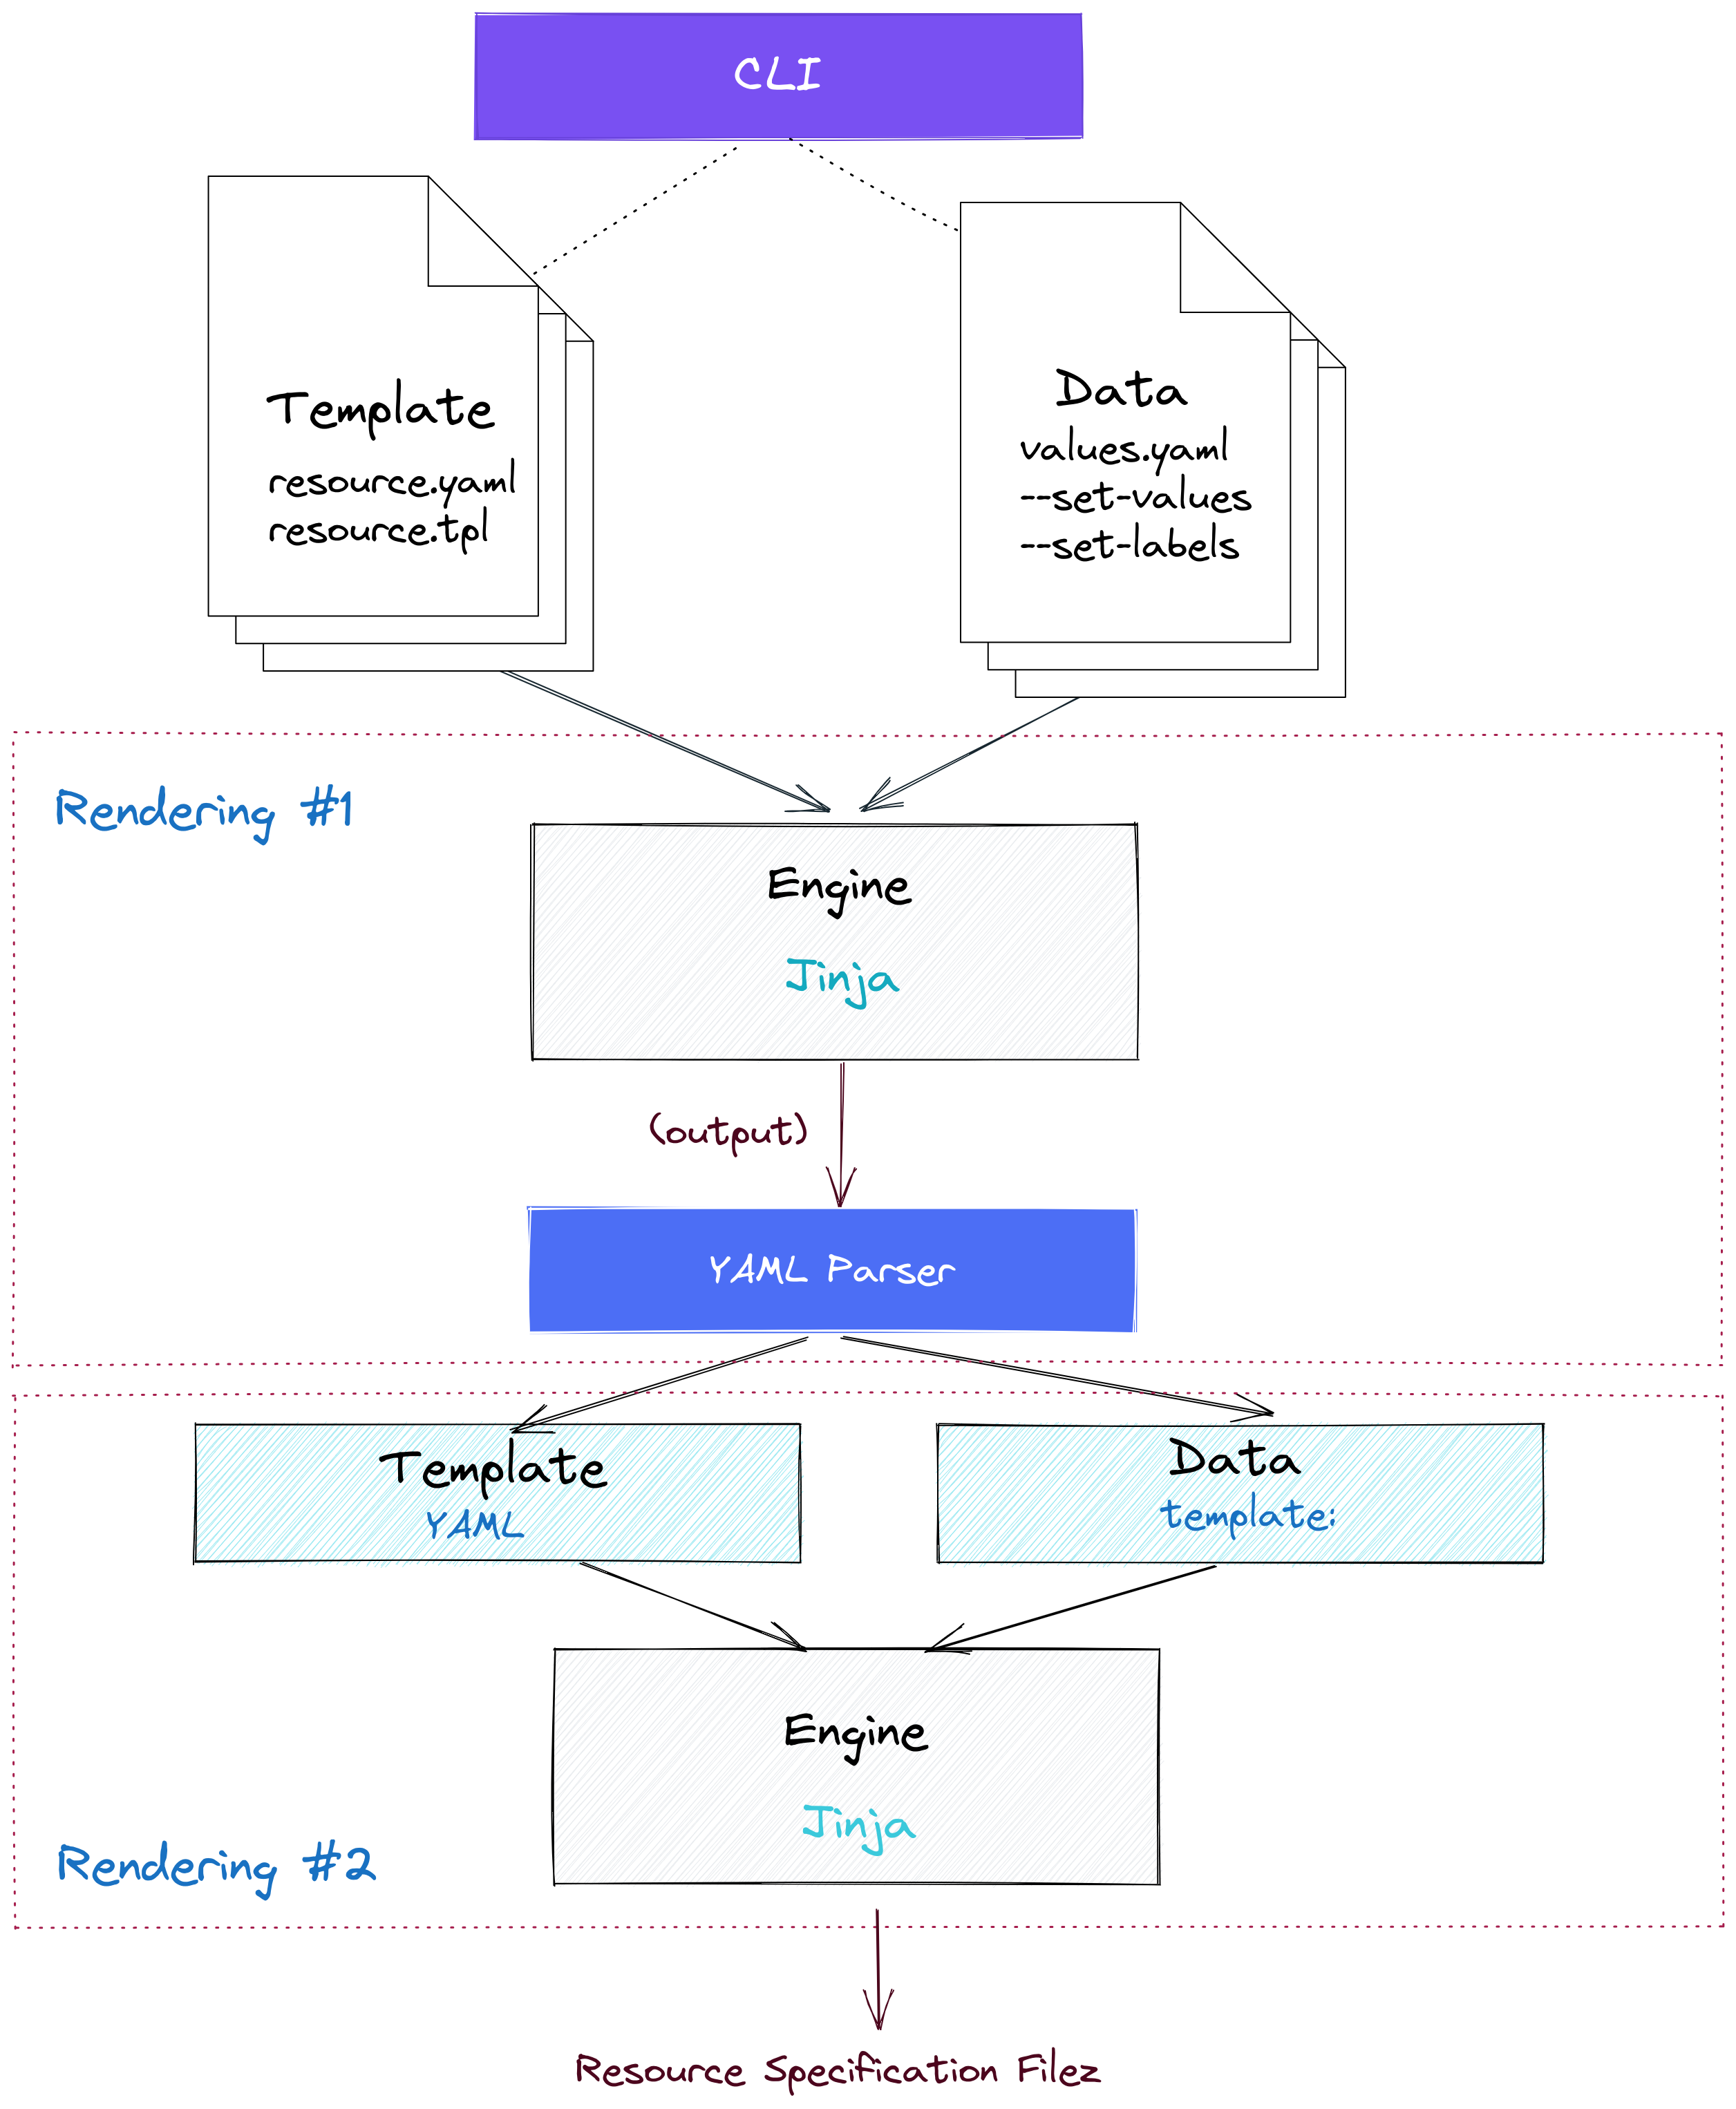 CLI
Template
resource.yaml
resource.tpl
Data
values.yaml
--set-values
--set-labels
Rendering #1
Engine
Jinja
(output)
YAML Parser
Template
YAML
Data
template:
Engine
Jinja
Rendering #2
Resource Specification Filez